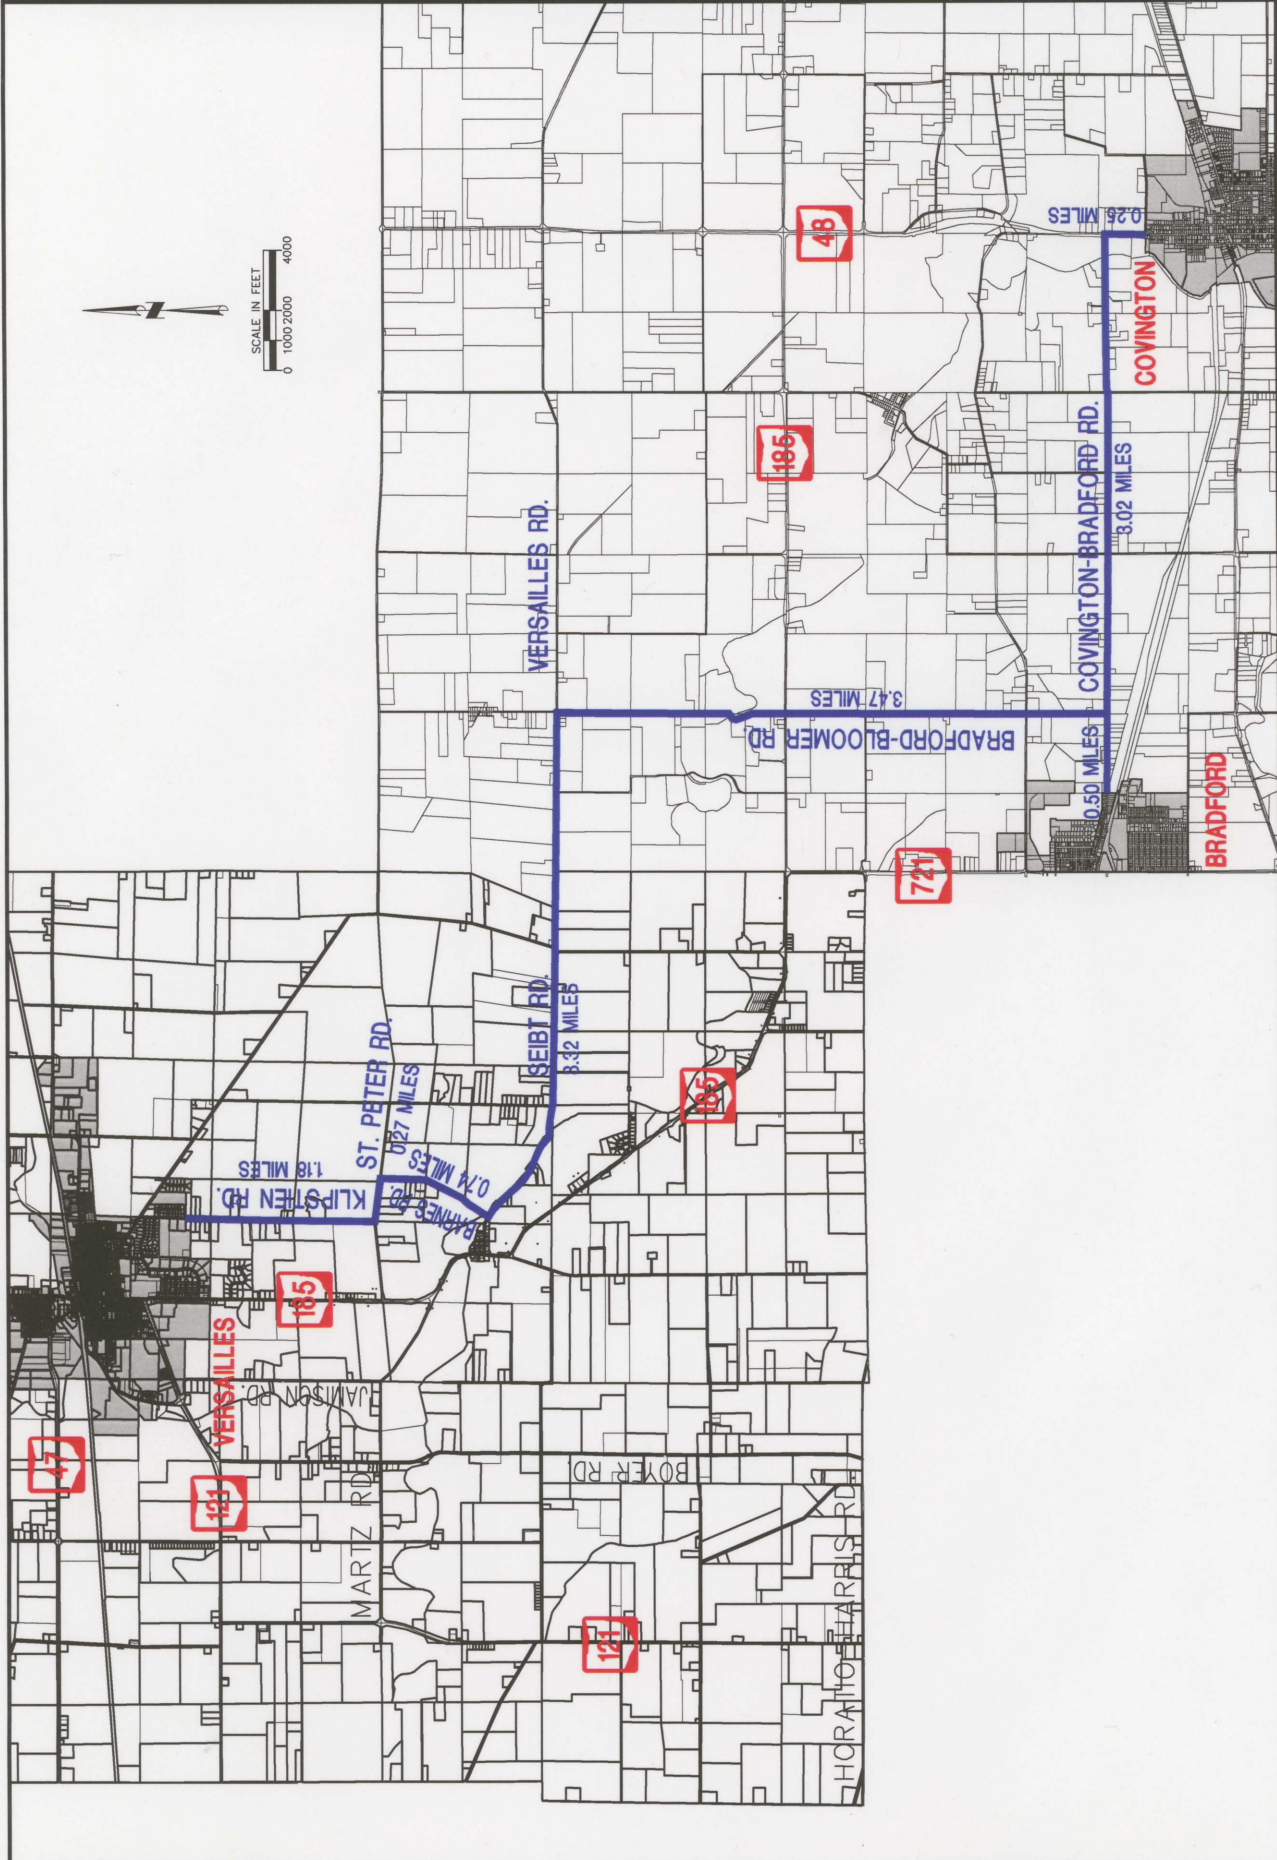 SCALE IN FEET
0 1000 2000 4000
47
121
VERSAILLES
185
JAMISON RD.
MARTZ RD
BOYER RD.
121
HORATIO HARRIS RD
KLIPSTHEN RD.
1.18 MILES
ST. PETER RD.
0.27 MILES
BARNES RD.
0.74 MILES
SEIBT RD.
3.32 MILES
185
VERSAILLES RD.
185
48
721
BRADFORD-BLOOMER RD.
3.47 MILES
0.50 MILES
BRADFORD
COVINGTON-BRADFORD RD.
3.02 MILES
COVINGTON
0.25 MILES